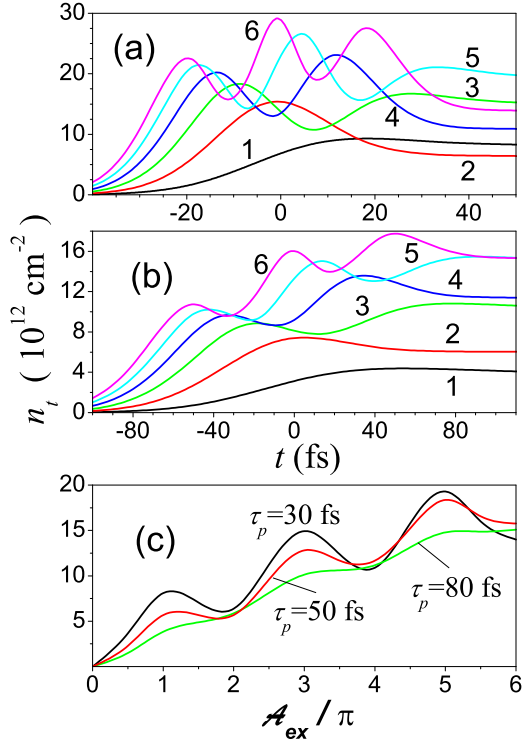 (a)
6
5
3
4
1
2
30
20
10
0
-20 0 20 40
(b)
6
5
4
3
2
1
16
12
8
4
0
-80 -40 0 40 80
n_t ( 10^12 cm^-2 )
t (fs)
(c)
τ_p=30 fs
τ_p=50 fs
τ_p=80 fs
20
15
10
5
0 1 2 3 4 5 6
𝒜_ex / π